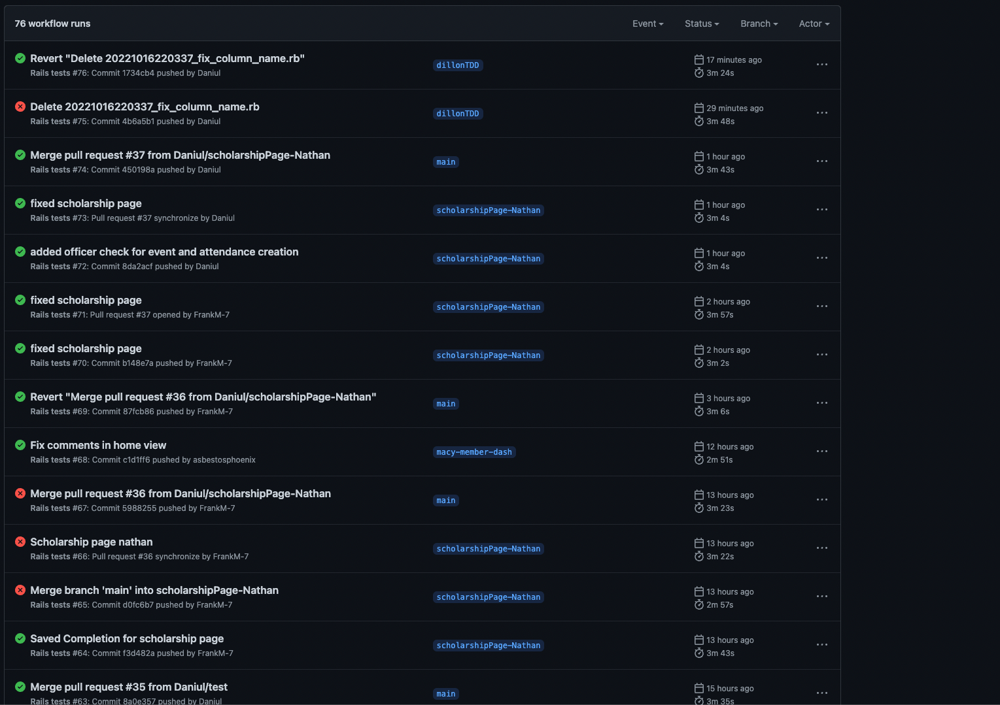 76 workflow runs
Event Status Branch Actor
Revert "Delete 20221016220337_fix_column_name.rb"
Rails tests #76: Commit 1734cb4 pushed by Daniul
dillonTDD
17 minutes ago
3m 24s
Delete 20221016220337_fix_column_name.rb
Rails tests #75: Commit 4b6a5b1 pushed by Daniul
dillonTDD
29 minutes ago
3m 48s
Merge pull request #37 from Daniul/scholarshipPage-Nathan
Rails tests #74: Commit 450198a pushed by Daniul
main
1 hour ago
3m 43s
fixed scholarship page
Rails tests #73: Pull request #37 synchronize by Daniul
scholarshipPage-Nathan
1 hour ago
3m 4s
added officer check for event and attendance creation
Rails tests #72: Commit 8da2acf pushed by Daniul
scholarshipPage-Nathan
1 hour ago
3m 4s
fixed scholarship page
Rails tests #71: Pull request #37 opened by FrankM-7
scholarshipPage-Nathan
2 hours ago
3m 57s
fixed scholarship page
Rails tests #70: Commit b148e7a pushed by FrankM-7
scholarshipPage-Nathan
2 hours ago
3m 2s
Revert "Merge pull request #36 from Daniul/scholarshipPage-Nathan"
Rails tests #69: Commit 87fcb86 pushed by FrankM-7
main
3 hours ago
3m 6s
Fix comments in home view
Rails tests #68: Commit c1d1ff6 pushed by asbestosphoenix
macy-member-dash
12 hours ago
2m 51s
Merge pull request #36 from Daniul/scholarshipPage-Nathan
Rails tests #67: Commit 5988255 pushed by FrankM-7
main
13 hours ago
3m 23s
Scholarship page nathan
Rails tests #66: Pull request #36 synchronize by FrankM-7
scholarshipPage-Nathan
13 hours ago
3m 22s
Merge branch 'main' into scholarshipPage-Nathan
Rails tests #65: Commit d0fc6b7 pushed by FrankM-7
scholarshipPage-Nathan
13 hours ago
2m 57s
Saved Completion for scholarship page
Rails tests #64: Commit f3d482a pushed by FrankM-7
scholarshipPage-Nathan
13 hours ago
3m 43s
Merge pull request #35 from Daniul/test
Rails tests #63: Commit 8a0e357 pushed by Daniul
main
15 hours ago
3m 35s